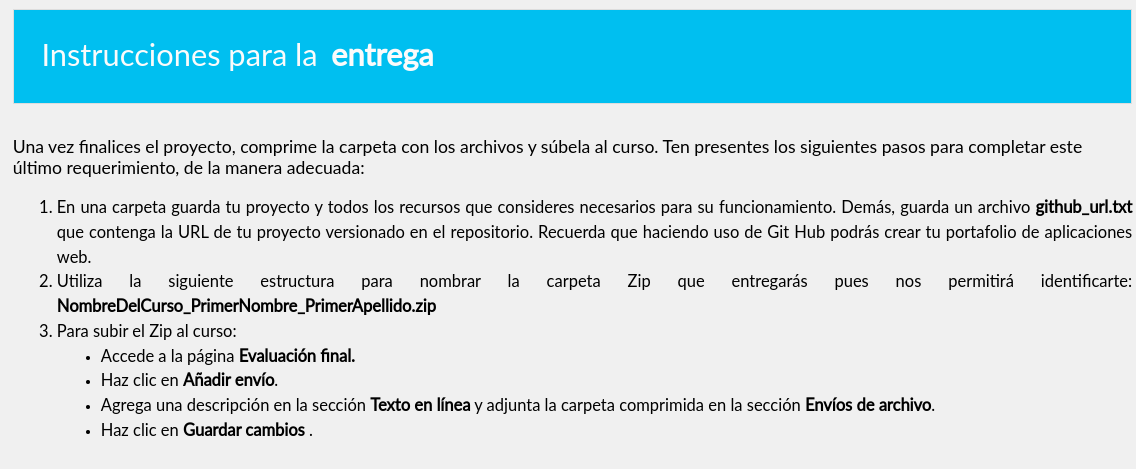 Instrucciones para la entrega
Una vez finalices el proyecto, comprime la carpeta con los archivos y súbela al curso. Ten presentes los siguientes pasos para completar este
último requerimiento, de la manera adecuada:
1. En una carpeta guarda tu proyecto y todos los recursos que consideres necesarios para su funcionamiento. Demás, guarda un archivo github_url.txt
que contenga la URL de tu proyecto versionado en el repositorio. Recuerda que haciendo uso de Git Hub podrás crear tu portafolio de aplicaciones
web.
2. Utiliza la siguiente estructura para nombrar la carpeta Zip que entregarás pues nos permitirá identificarte:
NombreDelCurso_PrimerNombre_PrimerApellido.zip
3. Para subir el Zip al curso:
• Accede a la página Evaluación final.
• Haz clic en Añadir envío.
• Agrega una descripción en la sección Texto en línea y adjunta la carpeta comprimida en la sección Envíos de archivo.
• Haz clic en Guardar cambios .